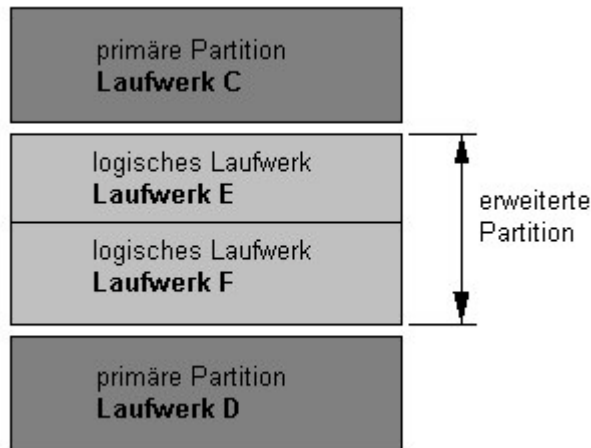 primäre Partition
Laufwerk C
logisches Laufwerk
Laufwerk E
logisches Laufwerk
Laufwerk F
erweiterte
Partition
primäre Partition
Laufwerk D